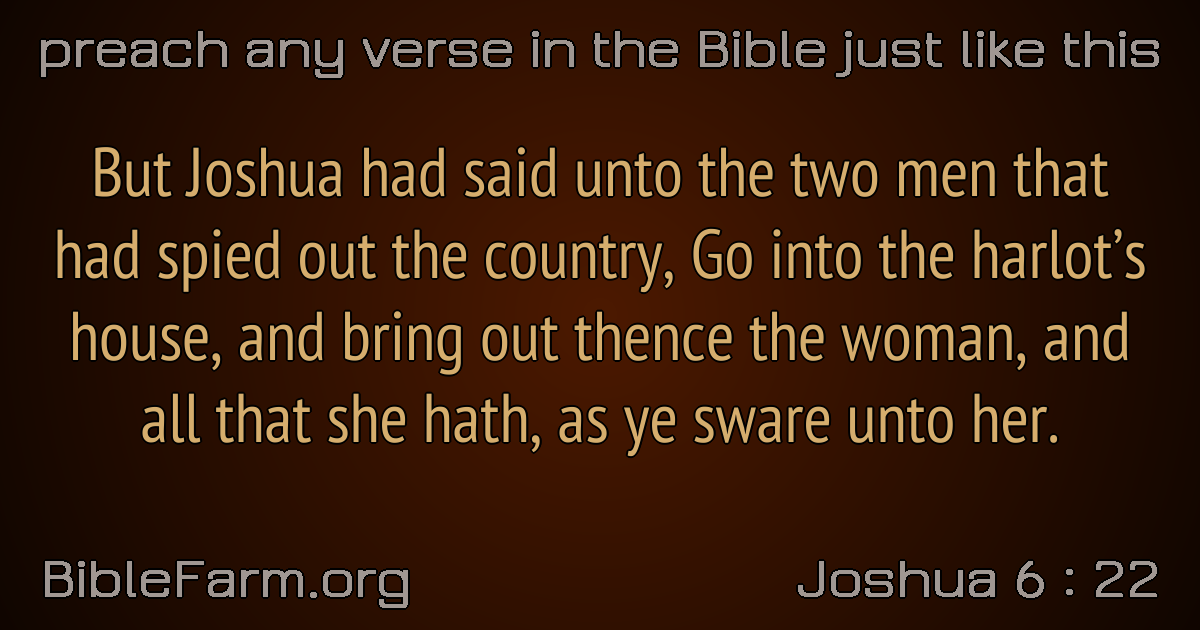 preach any verse in the Bible just like this
But Joshua had said unto the two men that
had spied out the country, Go into the harlot’s
house, and bring out thence the woman, and
all that she hath, as ye sware unto her.
BibleFarm.org
Joshua 6 : 22